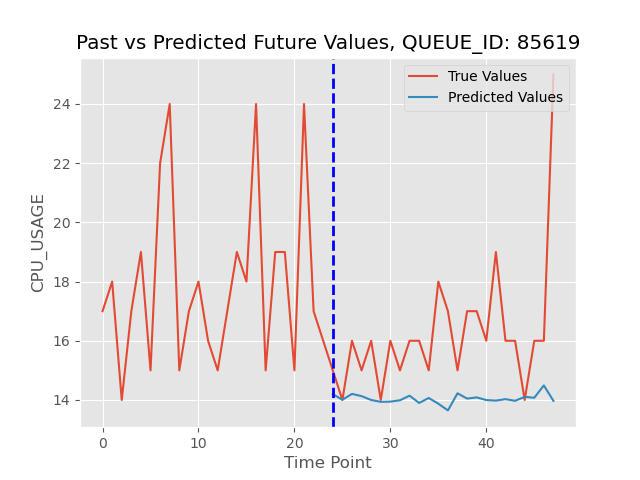 Past vs Predicted Future Values, QUEUE_ID: 85619
True Values
Predicted Values
CPU_USAGE
24
22
20
18
16
14
0
10
20
30
40
Time Point